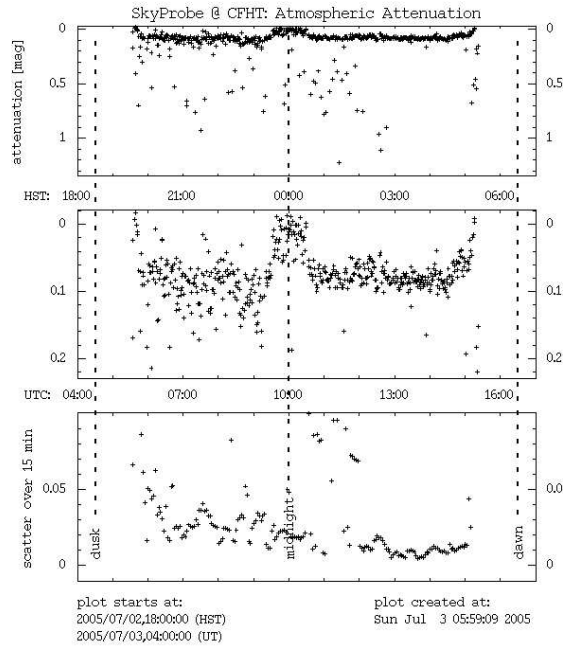 SkyProbe @ CFHT: Atmospheric Attenuation
attenuation [mag]
0 0
0.5 0.5
1 1
HST: 18:00 21:00 00:00 03:00 06:00
0 0
0.1 0.1
0.2 0.2
UTC: 04:00 07:00 10:00 13:00 16:00
scatter over 15 min
0.05 0.0
0 0
dusk
midnight
dawn
plot starts at:
2005/07/02,18:00:00 (HST)
2005/07/03,04:00:00 (UT)
plot created at:
Sun Jul 3 05:59:09 2005